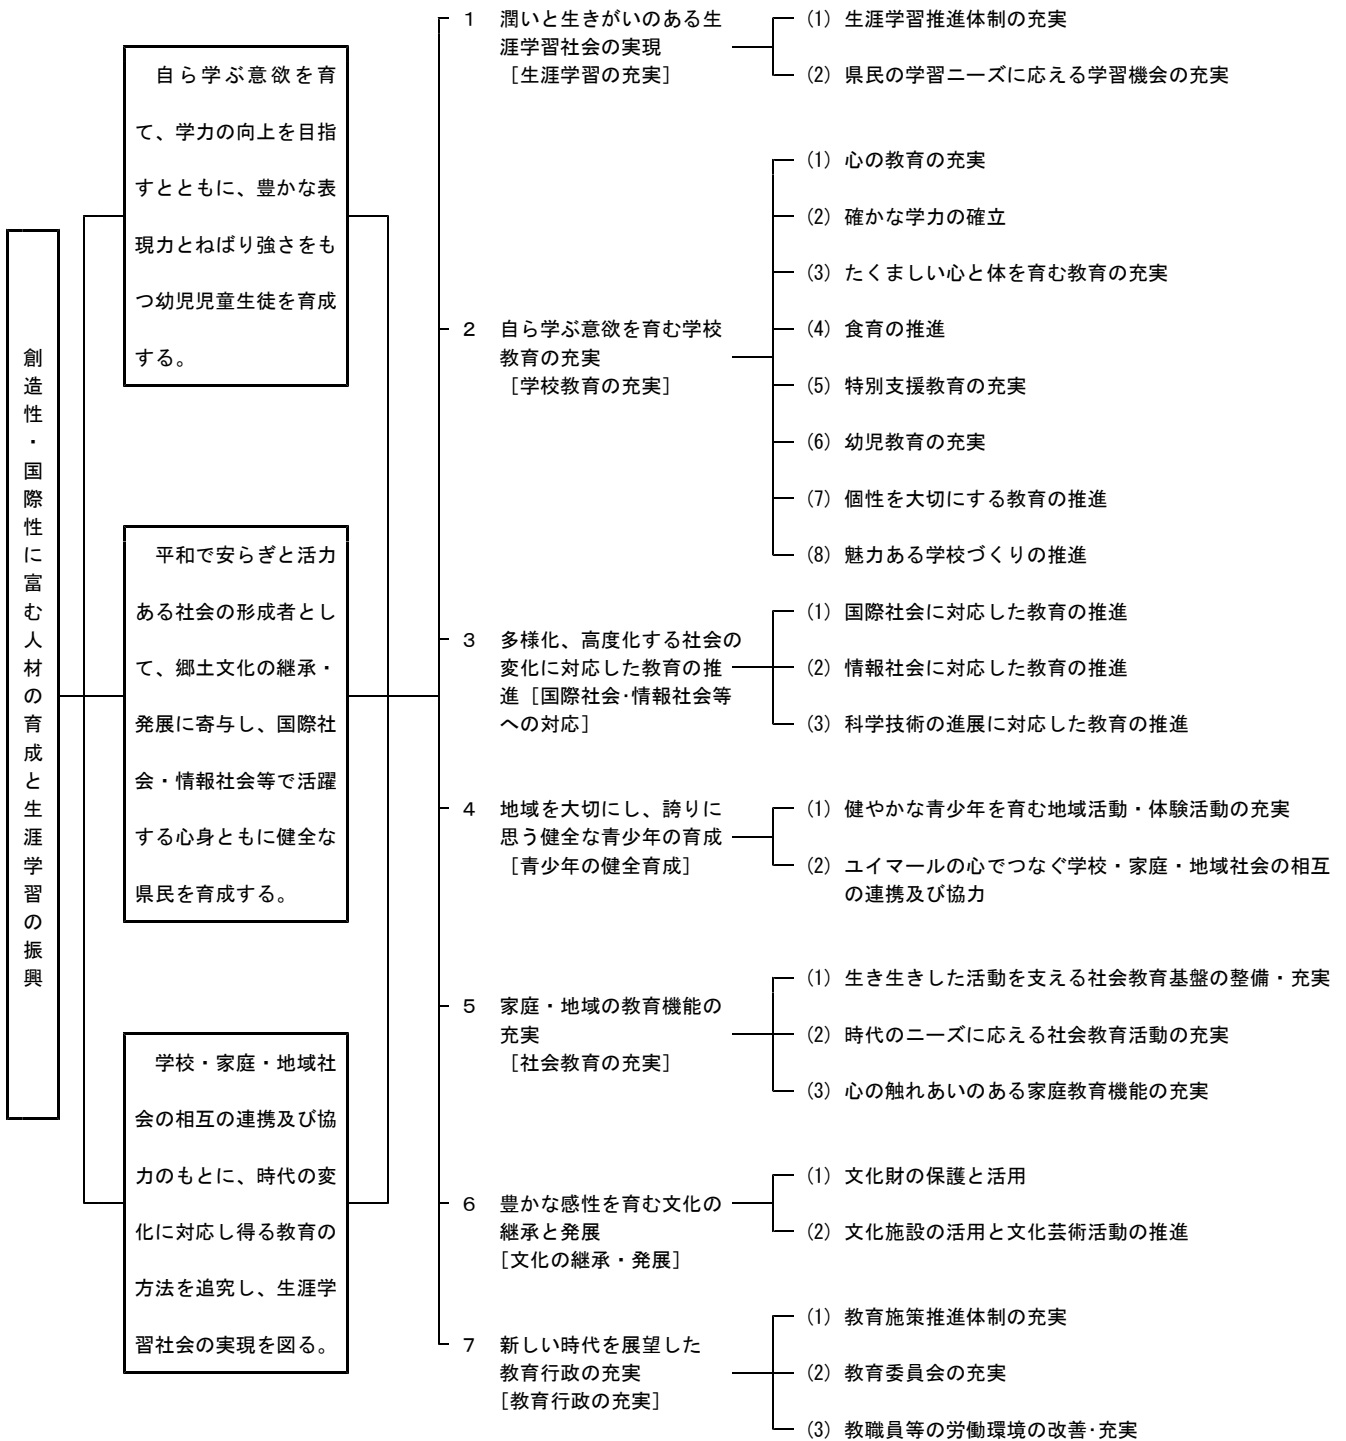 創造性・国際性に富む人材の育成と生涯学習の振興
自ら学ぶ意欲を育
て、学力の向上を目指
すとともに、豊かな表
現力とねばり強さをも
つ幼児児童生徒を育成
する。
平和で安らぎと活力
ある社会の形成者とし
て、郷土文化の継承・
発展に寄与し、国際社
会・情報社会等で活躍
する心身ともに健全な
県民を育成する。
学校・家庭・地域社
会の相互の連携及び協
力のもとに、時代の変
化に対応し得る教育の
方法を追究し、生涯学
習社会の実現を図る。
1 潤いと生きがいのある生
涯学習社会の実現
［生涯学習の充実］
(1) 生涯学習推進体制の充実
(2) 県民の学習ニーズに応える学習機会の充実
2 自ら学ぶ意欲を育む学校
教育の充実
［学校教育の充実］
(1) 心の教育の充実
(2) 確かな学力の確立
(3) たくましい心と体を育む教育の充実
(4) 食育の推進
(5) 特別支援教育の充実
(6) 幼児教育の充実
(7) 個性を大切にする教育の推進
(8) 魅力ある学校づくりの推進
3 多様化、高度化する社会の
変化に対応した教育の推
進［国際社会･情報社会等
への対応］
(1) 国際社会に対応した教育の推進
(2) 情報社会に対応した教育の推進
(3) 科学技術の進展に対応した教育の推進
4 地域を大切にし、誇りに
思う健全な青少年の育成
［青少年の健全育成］
(1) 健やかな青少年を育む地域活動・体験活動の充実
(2) ユイマールの心でつなぐ学校・家庭・地域社会の相互
の連携及び協力
5 家庭・地域の教育機能の
充実
［社会教育の充実］
(1) 生き生きした活動を支える社会教育基盤の整備・充実
(2) 時代のニーズに応える社会教育活動の充実
(3) 心の触れあいのある家庭教育機能の充実
6 豊かな感性を育む文化の
継承と発展
［文化の継承・発展］
(1) 文化財の保護と活用
(2) 文化施設の活用と文化芸術活動の推進
7 新しい時代を展望した
教育行政の充実
［教育行政の充実］
(1) 教育施策推進体制の充実
(2) 教育委員会の充実
(3) 教職員等の労働環境の改善･充実